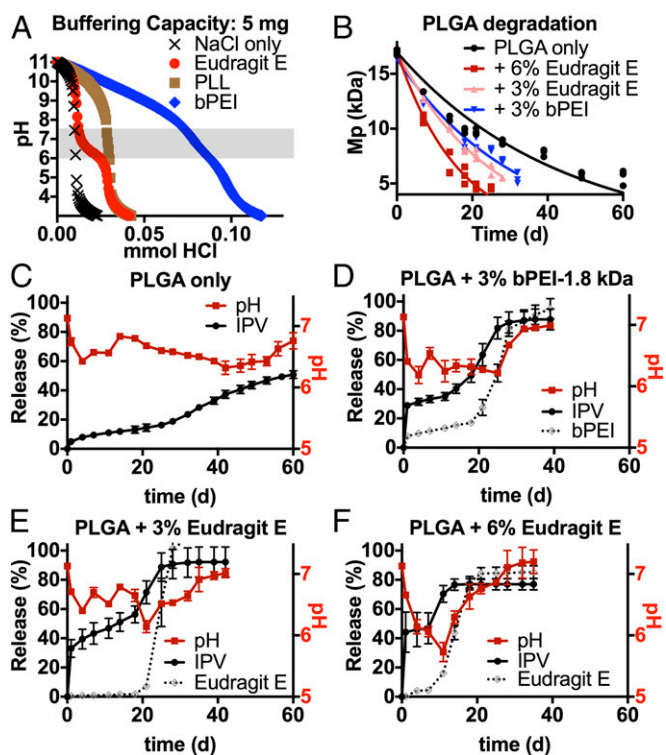 A
Buffering Capacity: 5 mg
NaCl only
Eudragit E
PLL
bPEI
11
10
9
8
7
6
5
4
3
pH
0.00
0.05
0.10
mmol HCl
B
PLGA degradation
PLGA only
+ 6% Eudragit E
+ 3% Eudragit E
+ 3% bPEI
15
10
5
Mp (kDa)
0
20
40
60
Time (d)
C
PLGA only
pH
IPV
100
80
60
40
20
0
Release (%)
7
6
5
pH
0
20
40
60
time (d)
D
PLGA + 3% bPEI-1.8 kDa
pH
IPV
bPEI
100
80
60
40
20
0
Release (%)
7
6
5
pH
0
20
40
60
time (d)
E
PLGA + 3% Eudragit E
pH
IPV
Eudragit E
100
80
60
40
20
0
Release (%)
7
6
5
pH
0
20
40
60
time (d)
F
PLGA + 6% Eudragit E
pH
IPV
Eudragit E
100
80
60
40
20
0
Release (%)
7
6
5
pH
0
20
40
60
time (d)